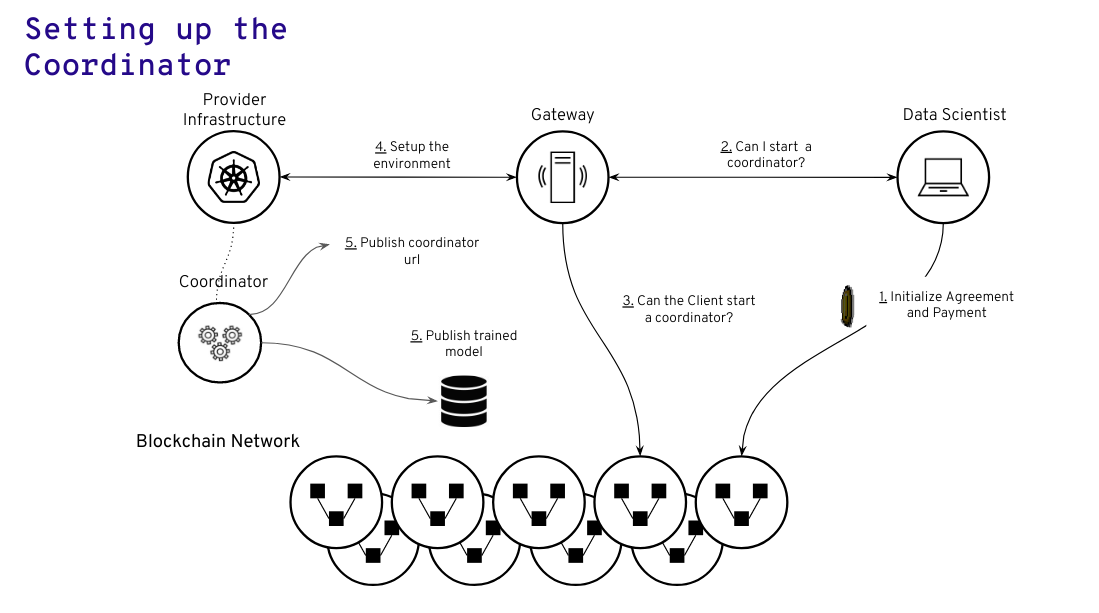 Setting up the
Coordinator
Provider
Infrastructure
Gateway
Data Scientist
4. Setup the
environment
2. Can I start a
coordinator?
5. Publish coordinator
url
Coordinator
3. Can the Client start
a coordinator?
1. Initialize Agreement
and Payment
5. Publish trained
model
Blockchain Network